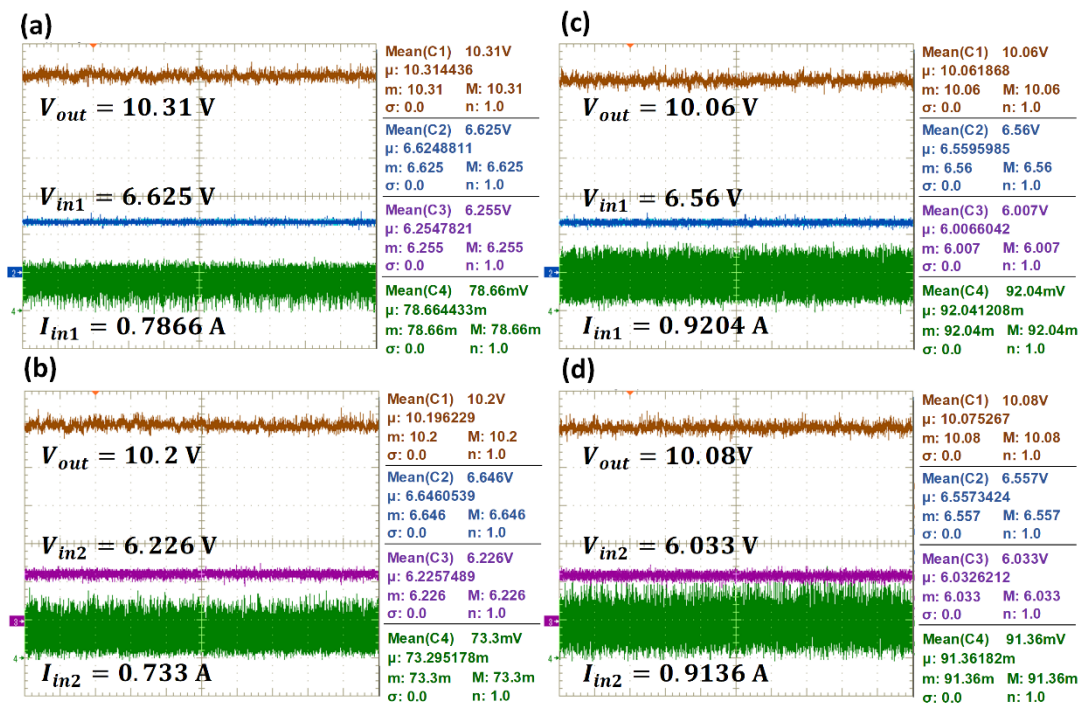 (a)
Mean(C1) 10.31V
μ: 10.314436
m: 10.31 M: 10.31
σ: 0.0 n: 1.0
Mean(C2) 6.625V
μ: 6.6248811
m: 6.625 M: 6.625
σ: 0.0 n: 1.0
Mean(C3) 6.255V
μ: 6.2547821
m: 6.255 M: 6.255
σ: 0.0 n: 1.0
Mean(C4) 78.66mV
μ: 78.664433m
m: 78.66m M: 78.66m
σ: 0.0 n: 1.0
Vout = 10.31 V
Vin1 = 6.625 V
2
4
Iin1 = 0.7866 A
(c)
Mean(C1) 10.06V
μ: 10.061868
m: 10.06 M: 10.06
σ: 0.0 n: 1.0
Mean(C2) 6.56V
μ: 6.5595985
m: 6.56 M: 6.56
σ: 0.0 n: 1.0
Mean(C3) 6.007V
μ: 6.0066042
m: 6.007 M: 6.007
σ: 0.0 n: 1.0
Mean(C4) 92.04mV
μ: 92.041208m
m: 92.04m M: 92.04m
σ: 0.0 n: 1.0
Vout = 10.06 V
Vin1 = 6.56 V
2
4
Iin1 = 0.9204 A
(b)
Mean(C1) 10.2V
μ: 10.196229
m: 10.2 M: 10.2
σ: 0.0 n: 1.0
Mean(C2) 6.646V
μ: 6.6460539
m: 6.646 M: 6.646
σ: 0.0 n: 1.0
Mean(C3) 6.226V
μ: 6.2257489
m: 6.226 M: 6.226
σ: 0.0 n: 1.0
Mean(C4) 73.3mV
μ: 73.295178m
m: 73.3m M: 73.3m
σ: 0.0 n: 1.0
Vout = 10.2 V
Vin2 = 6.226 V
3
4
Iin2 = 0.733 A
(d)
Mean(C1) 10.08V
μ: 10.075267
m: 10.08 M: 10.08
σ: 0.0 n: 1.0
Mean(C2) 6.557V
μ: 6.5573424
m: 6.557 M: 6.557
σ: 0.0 n: 1.0
Mean(C3) 6.033V
μ: 6.0326212
m: 6.033 M: 6.033
σ: 0.0 n: 1.0
Mean(C4) 91.36mV
μ: 91.36182m
m: 91.36m M: 91.36m
σ: 0.0 n: 1.0
Vout = 10.08V
Vin2 = 6.033 V
3
4
Iin2 = 0.9136 A